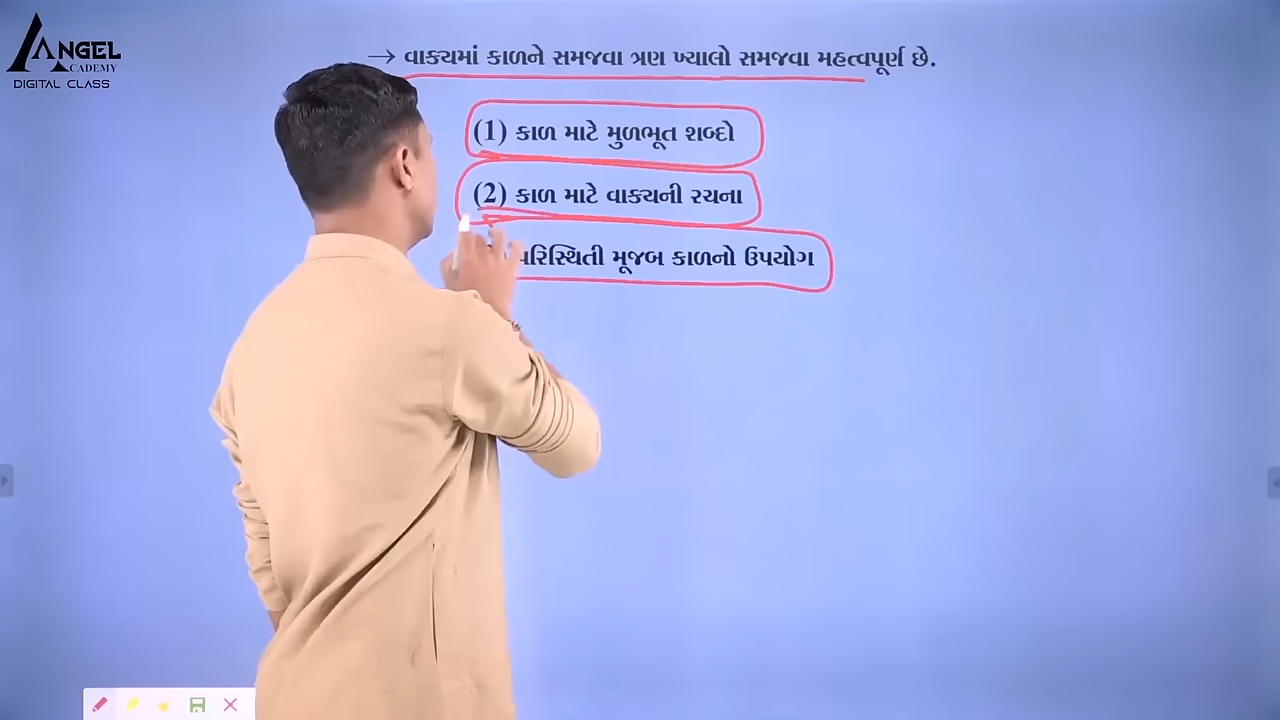 ANGEL
ACADEMY
DIGITAL CLASS
→ વાક્યમાં કાળને સમજવા ત્રણ ખ્યાલો સમજવા મહત્વપૂર્ણ છે.
(1) કાળ માટે મુળભૂત શબ્દો
(2) કાળ માટે વાક્યની રચના
પરિસ્થિતી મૂજબ કાળનો ઉપયોગ